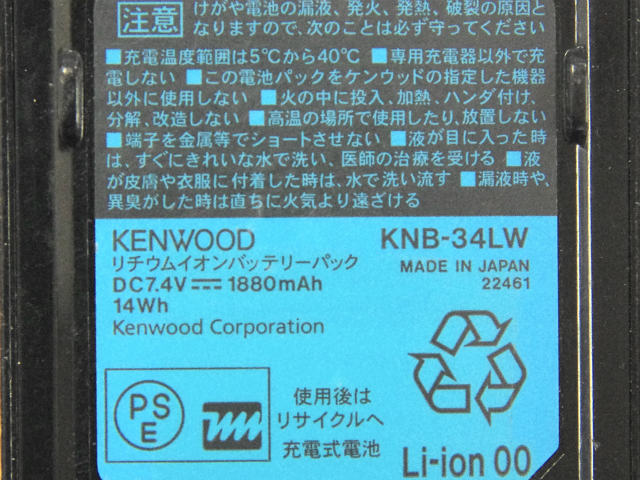 注意
けがや電池の漏液、発火、発熱、破裂の原因と
なりますので、次のことは必ず守ってください
■充電温度範囲は5℃から40℃ ■専用充電器以外で充
電しない ■この電池パックをケンウッドの指定した機器
以外に使用しない ■火の中に投入、加熱、ハンダ付け、
分解、改造しない ■高温の場所で使用したり、放置しない
■端子を金属等でショートさせない ■液が目に入った時
は、すぐにきれいな水で洗い、医師の治療を受ける ■液
が皮膚や衣服に付着した時は、水で洗い流す ■漏液時や、
異臭がした時は直ちに火気より遠ざける
KENWOOD
KNB-34LW
リチウムイオンバッテリーパック
MADE IN JAPAN
DC7.4V⎓1880mAh
22461
14Wh
Kenwood Corporation
PS
E
使用後は
リサイクルへ
充電式電池
Li-ion 00